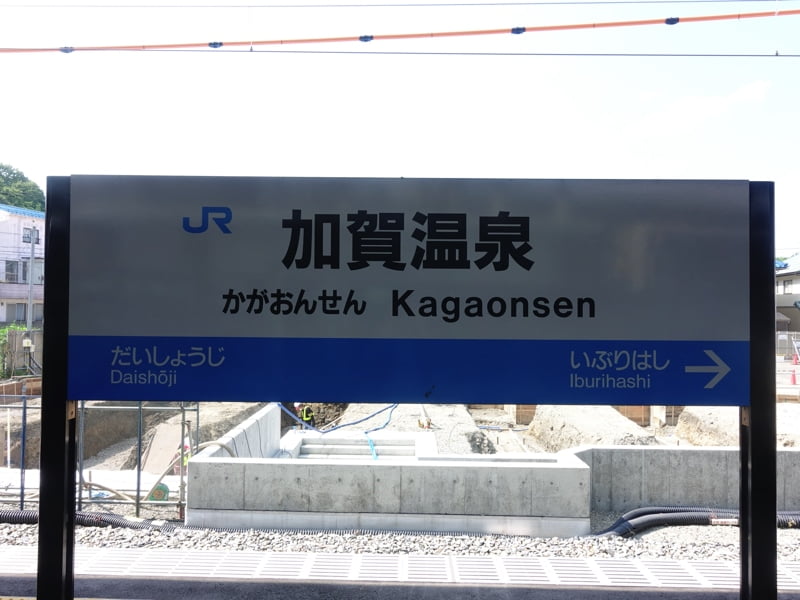 JR 加賀温泉
かがおんせん Kagaonsen
だいしょうじ いぶりはし →
Daishōji Iburihashi